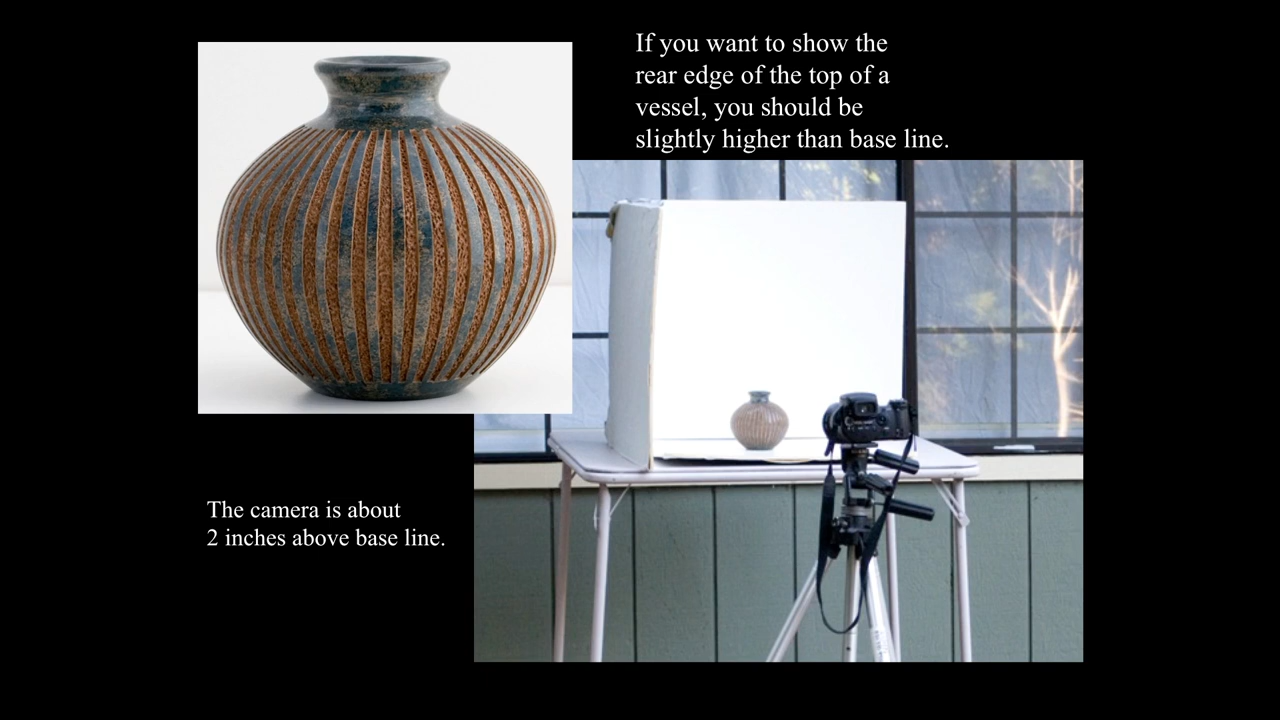 If you want to show the
rear edge of the top of a
vessel, you should be
slightly higher than base line.
The camera is about
2 inches above base line.